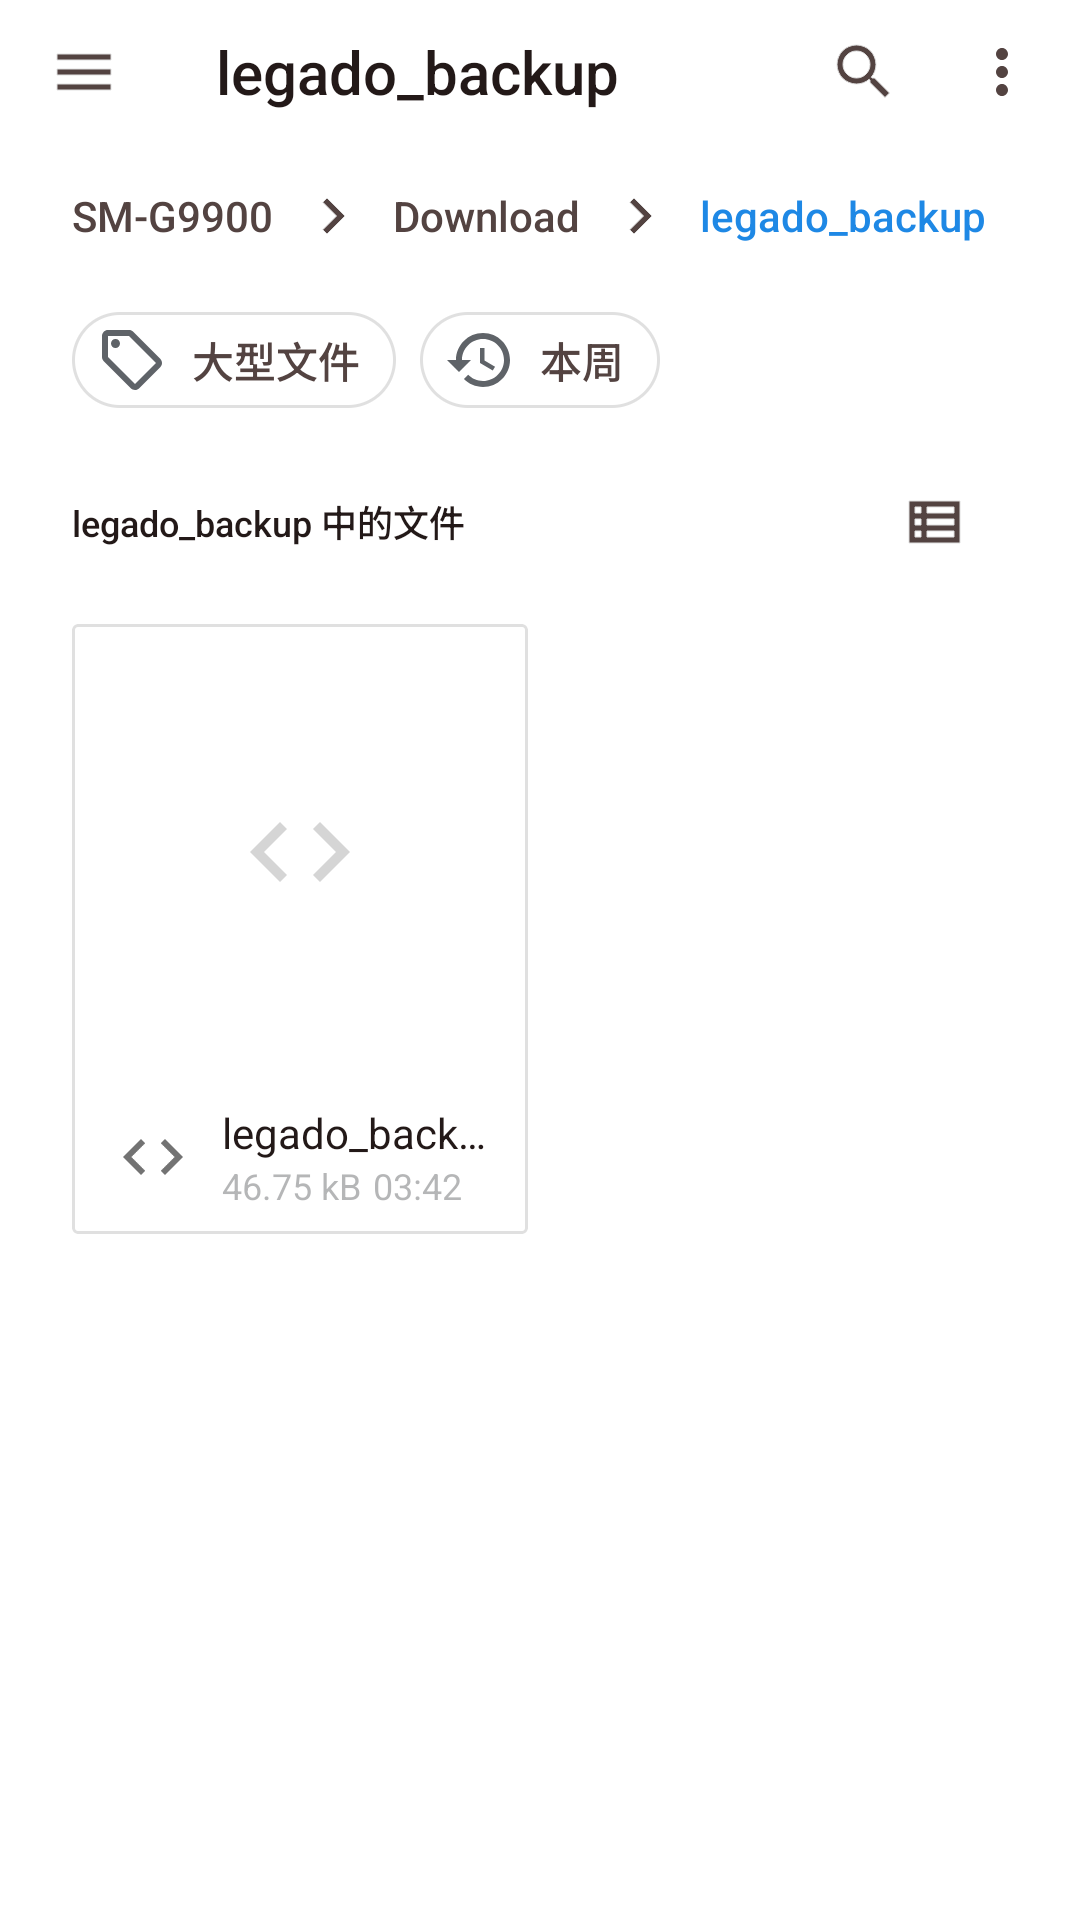 legado_backup
SM-G9900 > Download > legado_backup
大型文件 本周
legado_backup 中的文件
legado_back...
46.75 kB 03:42